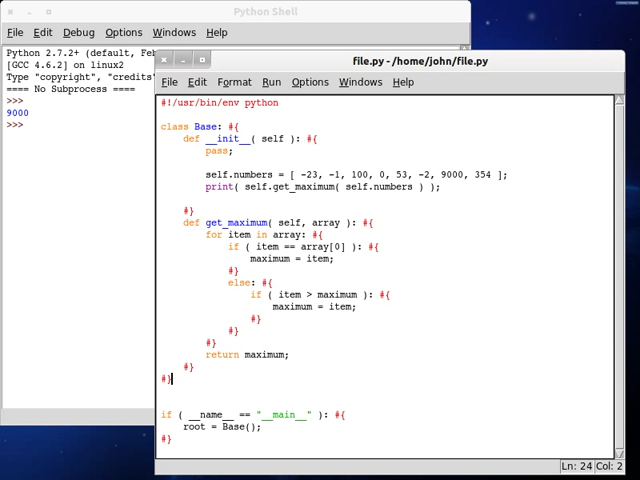 Python Shell
File Edit Debug Options Windows Help
Python 2.7.2+ (default, Feb
[GCC 4.6.2] on linux2
Type "copyright", "credits"
==== No Subprocess ====
>>>
9000
>>>
file.py - /home/john/file.py
File Edit Format Run Options Windows Help
#!/usr/bin/env python
class Base: #{
    def __init__( self ): #{
        pass;
        self.numbers = [ -23, -1, 100, 0, 53, -2, 9000, 354 ];
        print( self.get_maximum( self.numbers ) );
    #}
    def get_maximum( self, array ): #{
        for item in array: #{
            if ( item == array[0] ): #{
                maximum = item;
            #}
            else: #{
                if ( item > maximum ): #{
                    maximum = item;
                #}
            #}
        #}
        return maximum;
    #}
#}
if ( __name__ == "__main__" ): #{
    root = Base();
#}
Ln: 24 Col: 2